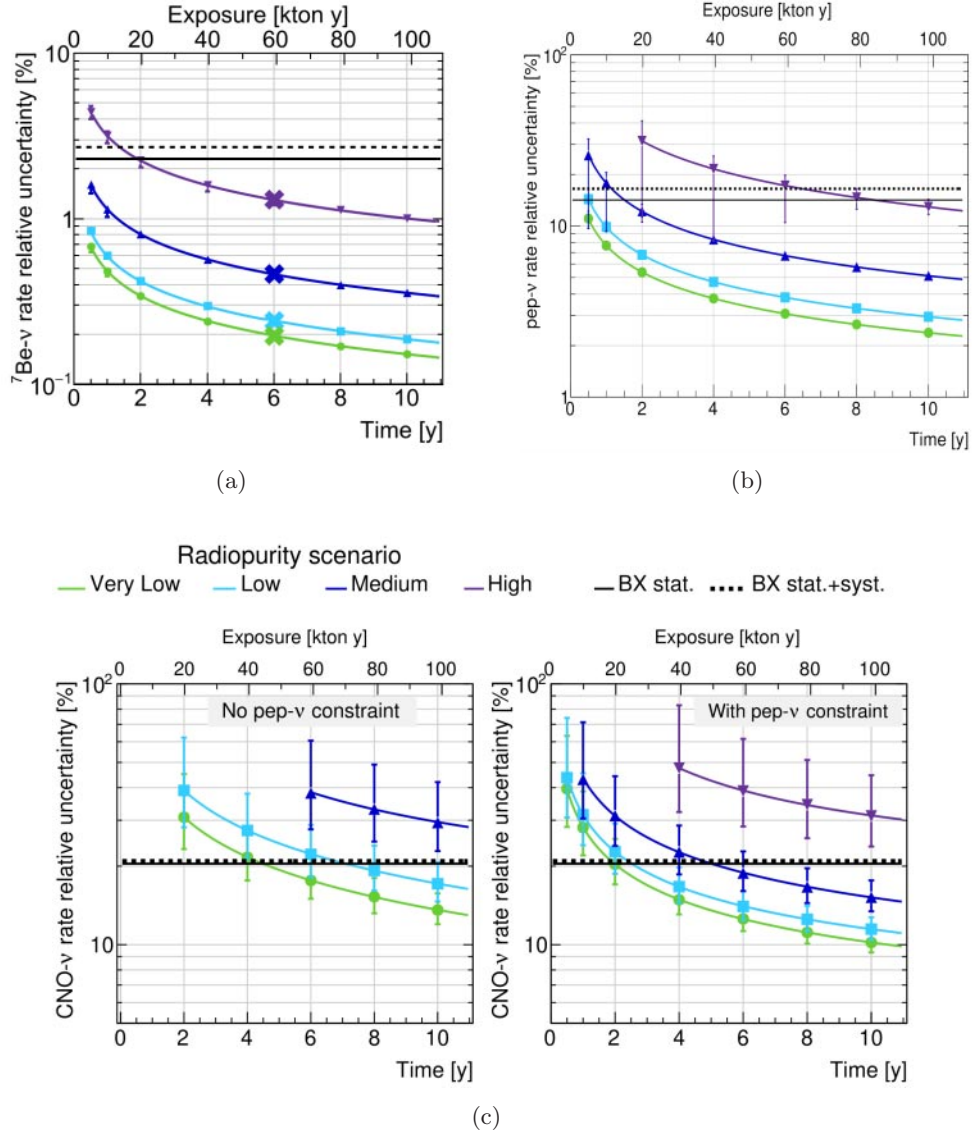 Exposure [kton y]
0 20 40 60 80 100
⁷Be-ν rate relative uncertainty [%]
10
1
10⁻¹
0 2 4 6 8 10
Time [y]
(a)
Exposure [kton y]
0 20 40 60 80 100
pep-ν rate relative uncertainty [%]
10²
10
1
0 2 4 6 8 10
Time [y]
(b)
Radiopurity scenario
Very Low Low Medium High BX stat. BX stat.+syst.
Exposure [kton y]
0 20 40 60 80 100
CNO-ν rate relative uncertainty [%]
10²
10
No pep-ν constraint
0 2 4 6 8 10
Time [y]
Exposure [kton y]
0 20 40 60 80 100
CNO-ν rate relative uncertainty [%]
10²
10
With pep-ν constraint
0 2 4 6 8 10
Time [y]
(c)